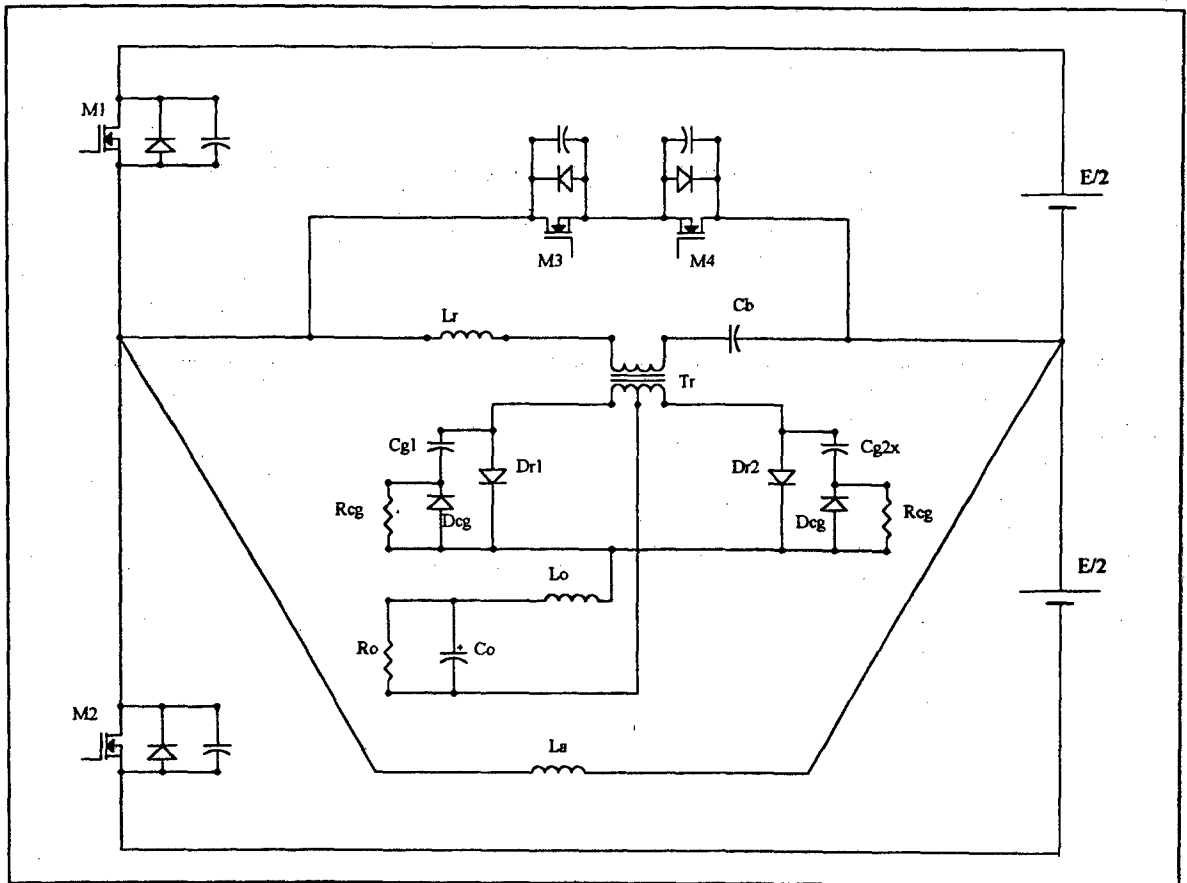 M1
E/2
M3
M4
Lr
Cb
Tr
Cg1
Dr1
Dr2
Cg2x
Rcg
Dcg
Dcg
Rcg
Lo
E/2
Ro
+
Co
M2
La